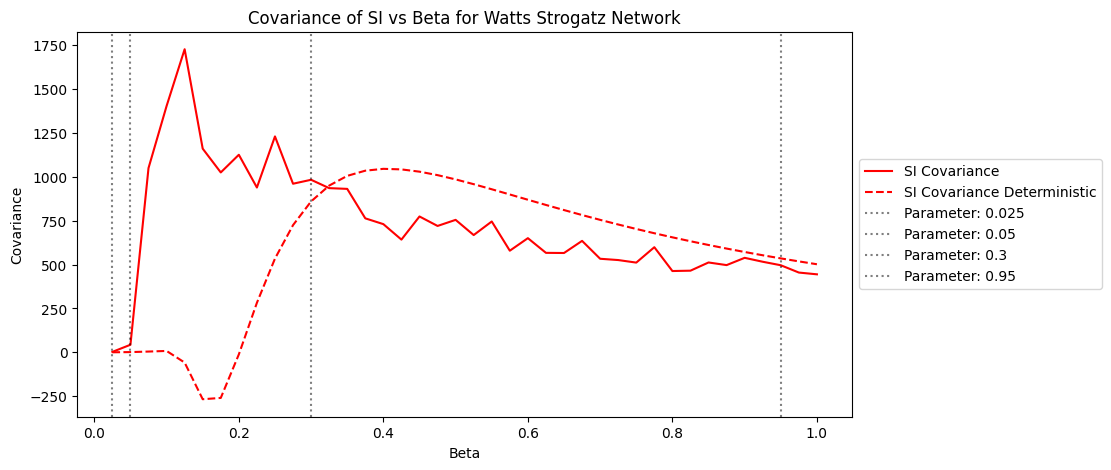 Covariance of SI vs Beta for Watts Strogatz Network
Covariance
1750
1500
1250
1000
750
500
250
0
−250
0.0
0.2
0.4
0.6
0.8
1.0
Beta
SI Covariance
SI Covariance Deterministic
Parameter: 0.025
Parameter: 0.05
Parameter: 0.3
Parameter: 0.95